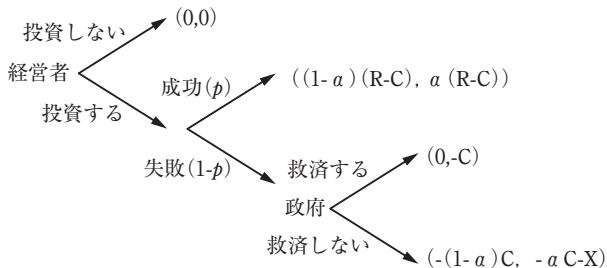 (0,0)
投資しない
経営者
成功(p)
((1-α)(R-C), α(R-C))
投資する
失敗(1-p)
救済する
(0,-C)
政府
救済しない
(-(1-α)C, -αC-X)